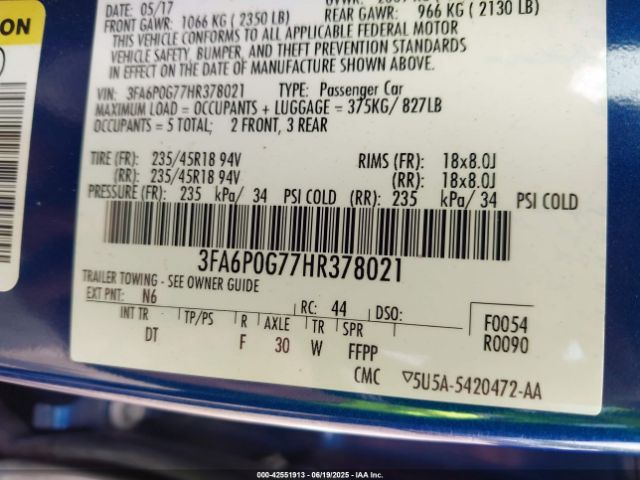 DATE: 05/17
FRONT GAWR: 1066 KG (2350 LB) REAR GAWR: 966 KG (2130 LB)
THIS VEHICLE CONFORMS TO ALL APPLICABLE FEDERAL MOTOR
VEHICLE SAFETY, BUMPER, AND THEFT PREVENTION STANDARDS
IN EFFECT ON THE DATE OF MANUFACTURE SHOWN ABOVE.
VIN: 3FA6P0G77HR378021 TYPE: Passenger Car
MAXIMUM LOAD = OCCUPANTS + LUGGAGE = 375KG/ 827LB
OCCUPANTS = 5 TOTAL; 2 FRONT, 3 REAR
TIRE (FR): 235/45R18 94V RIMS (FR): 18x8.0J
(RR): 235/45R18 94V (RR): 18x8.0J
PRESSURE (FR): 235 kPa/ 34 PSI COLD (RR): 235 kPa/ 34 PSI COLD
3FA6P0G77HR378021
TRAILER TOWING - SEE OWNER GUIDE
EXT PNT: N6 RC: 44 DSO:
INT TR TP/PS R AXLE TR SPR F0054
DT F 30 W FFPP R0090
CMC ▽5U5A-5420472-AA
000-42551913 - 06/19/2025 - IAA Inc.